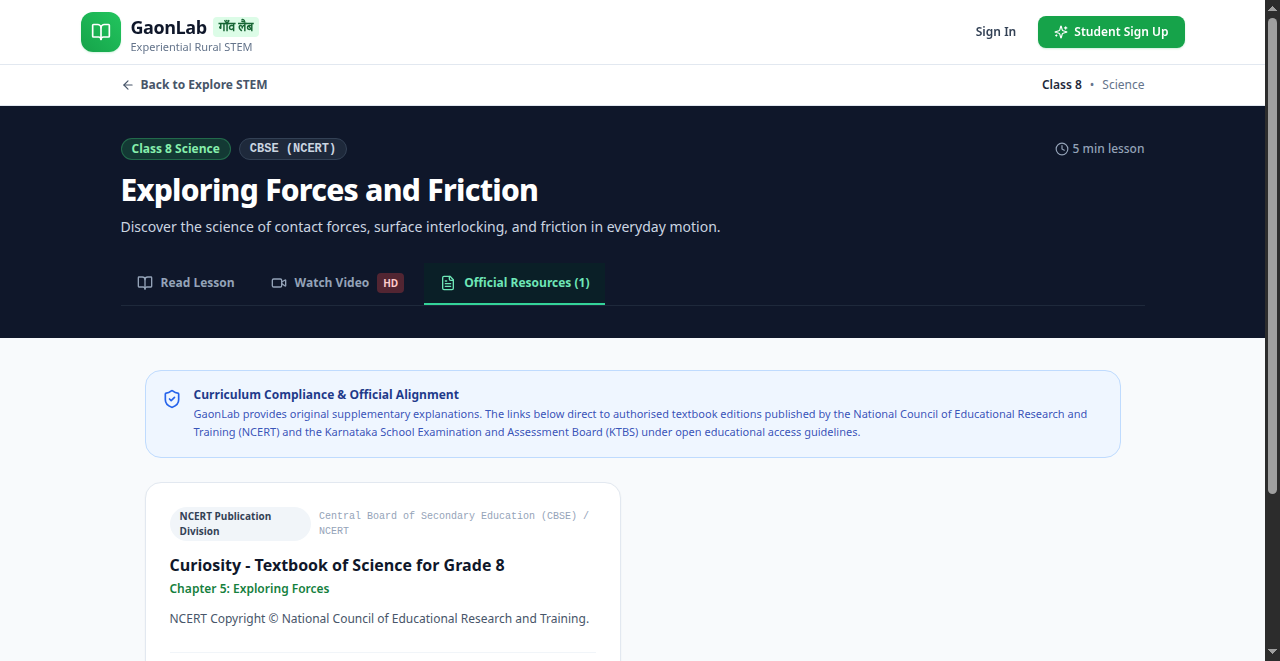 GaonLab गाँव लैब
Experiential Rural STEM
Sign In
Student Sign Up
Back to Explore STEM
Class 8 • Science
Class 8 Science
CBSE (NCERT)
5 min lesson
Exploring Forces and Friction
Discover the science of contact forces, surface interlocking, and friction in everyday motion.
Read Lesson
Watch Video HD
Official Resources (1)
Curriculum Compliance & Official Alignment
GaonLab provides original supplementary explanations. The links below direct to authorised textbook editions published by the National Council of Educational Research and
Training (NCERT) and the Karnataka School Examination and Assessment Board (KTBS) under open educational access guidelines.
NCERT Publication
Division
Central Board of Secondary Education (CBSE) /
NCERT
Curiosity - Textbook of Science for Grade 8
Chapter 5: Exploring Forces
NCERT Copyright © National Council of Educational Research and Training.